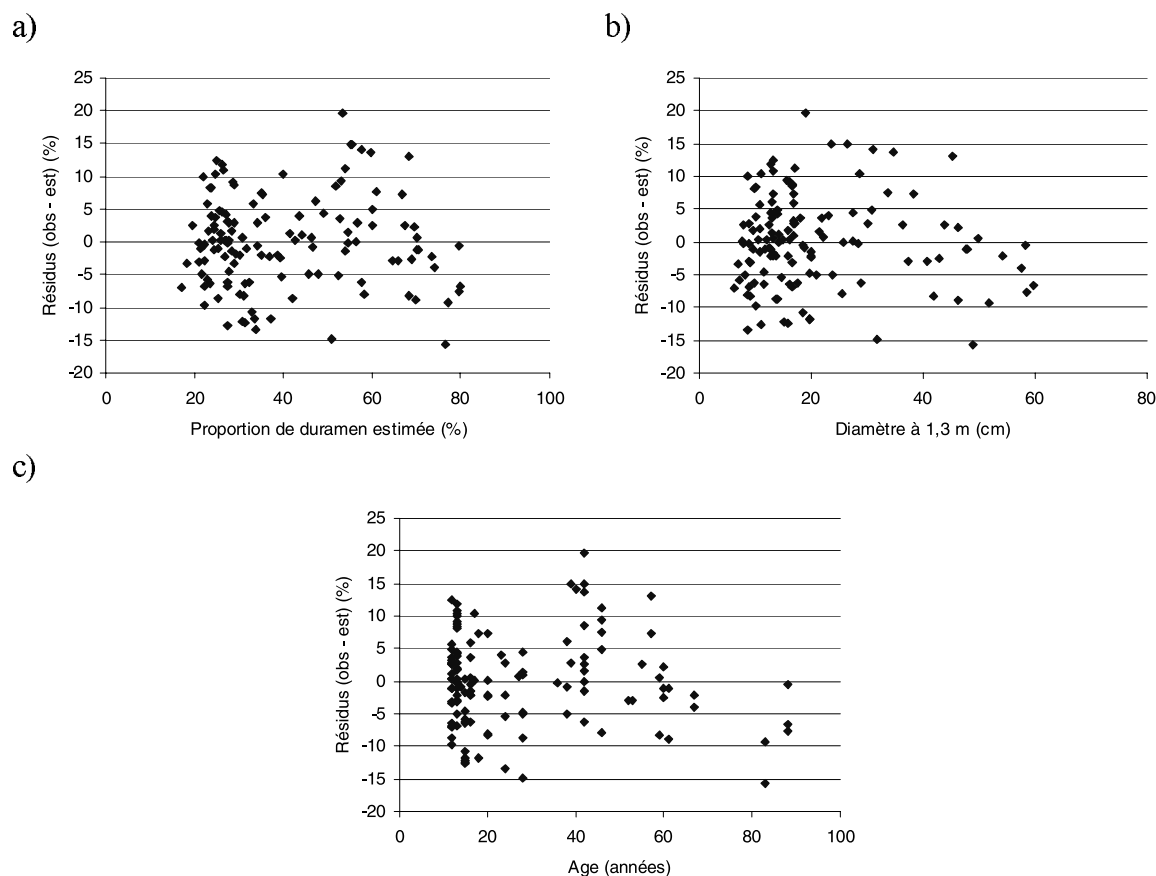 a)
25
20
15
10
5
0
-5
-10
-15
-20
Résidus (obs - est) (%)
0 20 40 60 80 100
Proportion de duramen estimée (%)
b)
25
20
15
10
5
0
-5
-10
-15
-20
Résidus (obs - est) (%)
0 20 40 60 80
Diamètre à 1,3 m (cm)
c)
25
20
15
10
5
0
-5
-10
-15
-20
Résidus (obs - est) (%)
0 20 40 60 80 100
Age (années)